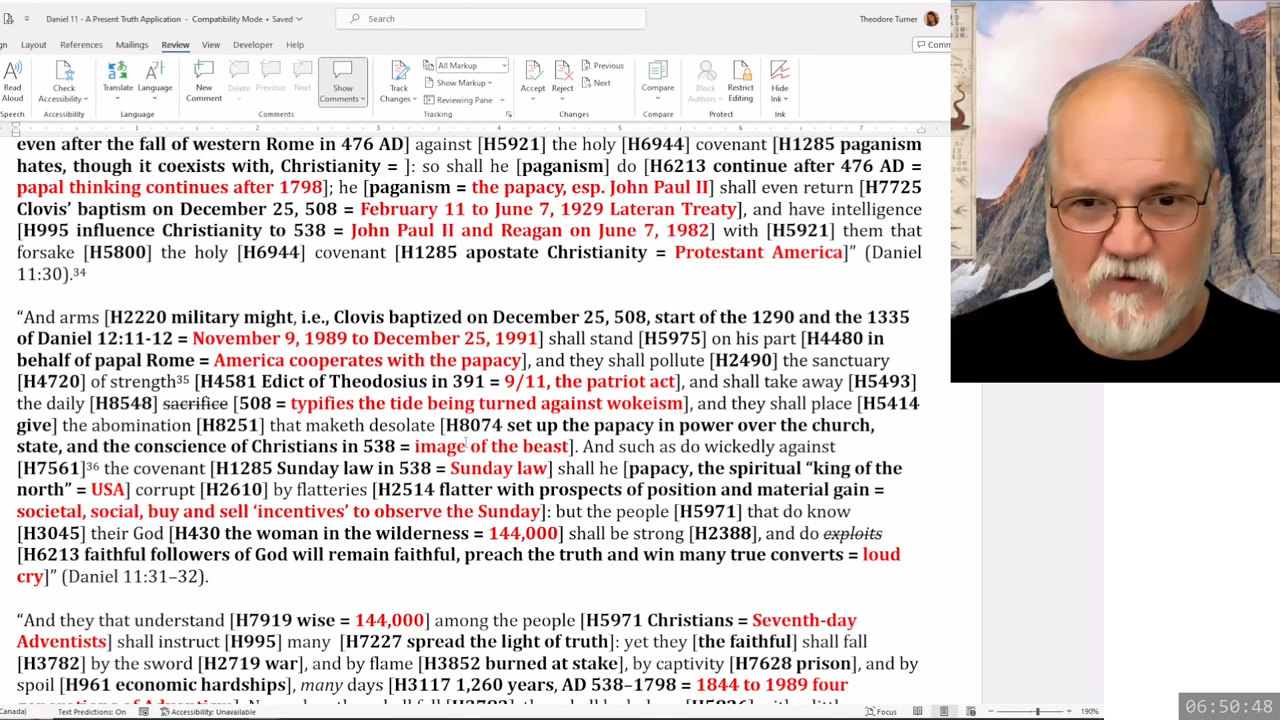 Daniel 11 - A Present Truth Application - Compatibility Mode • Saved
Search
Theodore Turner
Layout References Mailings Review View Developer Help
Read Aloud
Check Accessibility
Translate
Language
New Comment
Delete
Previous
Next
Show Comments
Track Changes
All Markup
Show Markup
Reviewing Pane
Accept
Reject
Previous
Next
Compare
Block Authors
Restrict Editing
Hide Ink
Speech Accessibility Language Comments Tracking Changes Compare Protect Ink
even after the fall of western Rome in 476 AD] against [H5921] the holy [H6944] covenant [H1285 paganism
hates, though it coexists with, Christianity = ]: so shall he [paganism] do [H6213 continue after 476 AD =
papal thinking continues after 1798]; he [paganism = the papacy, esp. John Paul II] shall even return [H7725
Clovis’ baptism on December 25, 508 = February 11 to June 7, 1929 Lateran Treaty], and have intelligence
[H995 influence Christianity to 538 = John Paul II and Reagan on June 7, 1982] with [H5921] them that
forsake [H5800] the holy [H6944] covenant [H1285 apostate Christianity = Protestant America]” (Daniel
11:30).34
“And arms [H2220 military might, i.e., Clovis baptized on December 25, 508, start of the 1290 and the 1335
of Daniel 12:11-12 = November 9, 1989 to December 25, 1991] shall stand [H5975] on his part [H4480 in
behalf of papal Rome = America cooperates with the papacy], and they shall pollute [H2490] the sanctuary
[H4720] of strength35 [H4581 Edict of Theodosius in 391 = 9/11, the patriot act], and shall take away [H5493]
the daily [H8548] sacrifice [508 = typifies the tide being turned against wokeism], and they shall place [H5414
give] the abomination [H8251] that maketh desolate [H8074 set up the papacy in power over the church,
state, and the conscience of Christians in 538 = image of the beast]. And such as do wickedly against
[H7561]36 the covenant [H1285 Sunday law in 538 = Sunday law] shall he [papacy, the spiritual “king of the
north” = USA] corrupt [H2610] by flatteries [H2514 flatter with prospects of position and material gain =
societal, social, buy and sell ‘incentives’ to observe the Sunday]: but the people [H5971] that do know
[H3045] their God [H430 the woman in the wilderness = 144,000] shall be strong [H2388], and do exploits
[H6213 faithful followers of God will remain faithful, preach the truth and win many true converts = loud
cry]” (Daniel 11:31–32).
“And they that understand [H7919 wise = 144,000] among the people [H5971 Christians = Seventh-day
Adventists] shall instruct [H995] many [H7227 spread the light of truth]: yet they [the faithful] shall fall
[H3782] by the sword [H2719 war], and by flame [H3852 burned at stake], by captivity [H7628 prison], and by
spoil [H961 economic hardships], many days [H3117 1,260 years, AD 538–1798 = 1844 to 1989 four
Canada) Text Predictions: On Accessibility: Unavailable Focus 190%
06:50:48